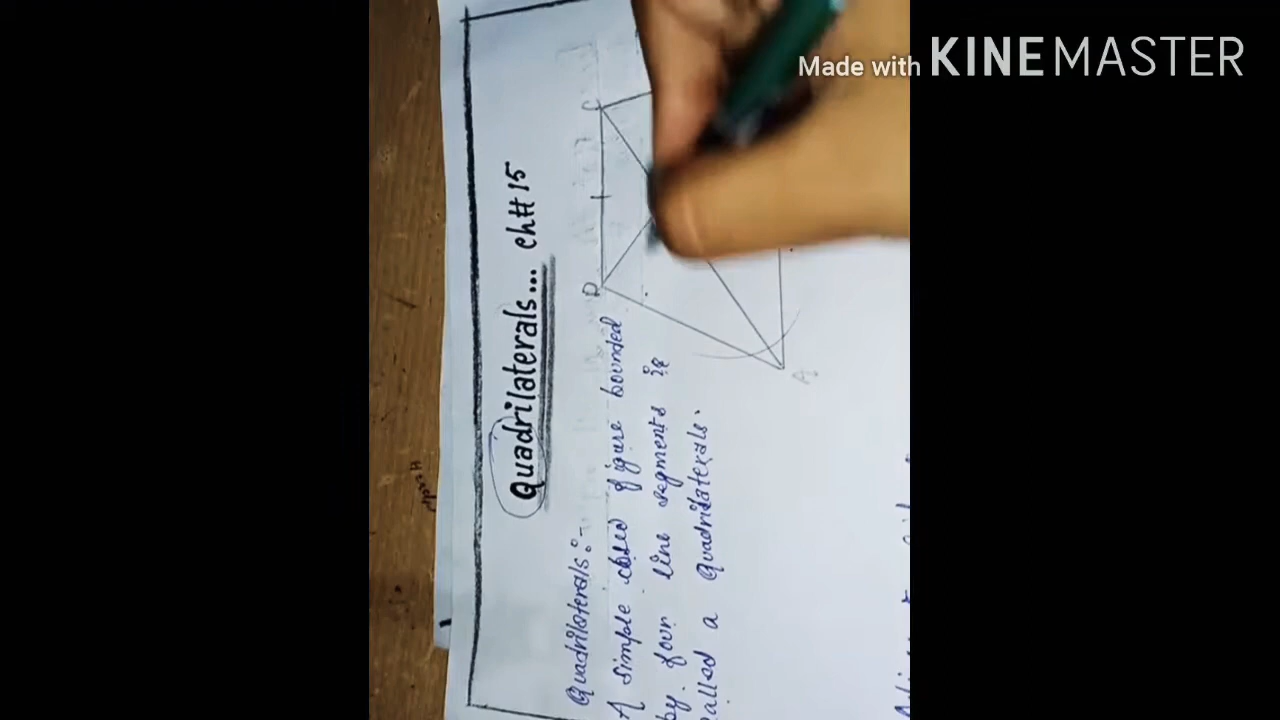 Made with KINEMASTER
Quadrilaterals... ch# 15
Quadrilaterals:-
A simple closed figure bounded
by four line segments is
called a Quadrilaterals.
C
D
A